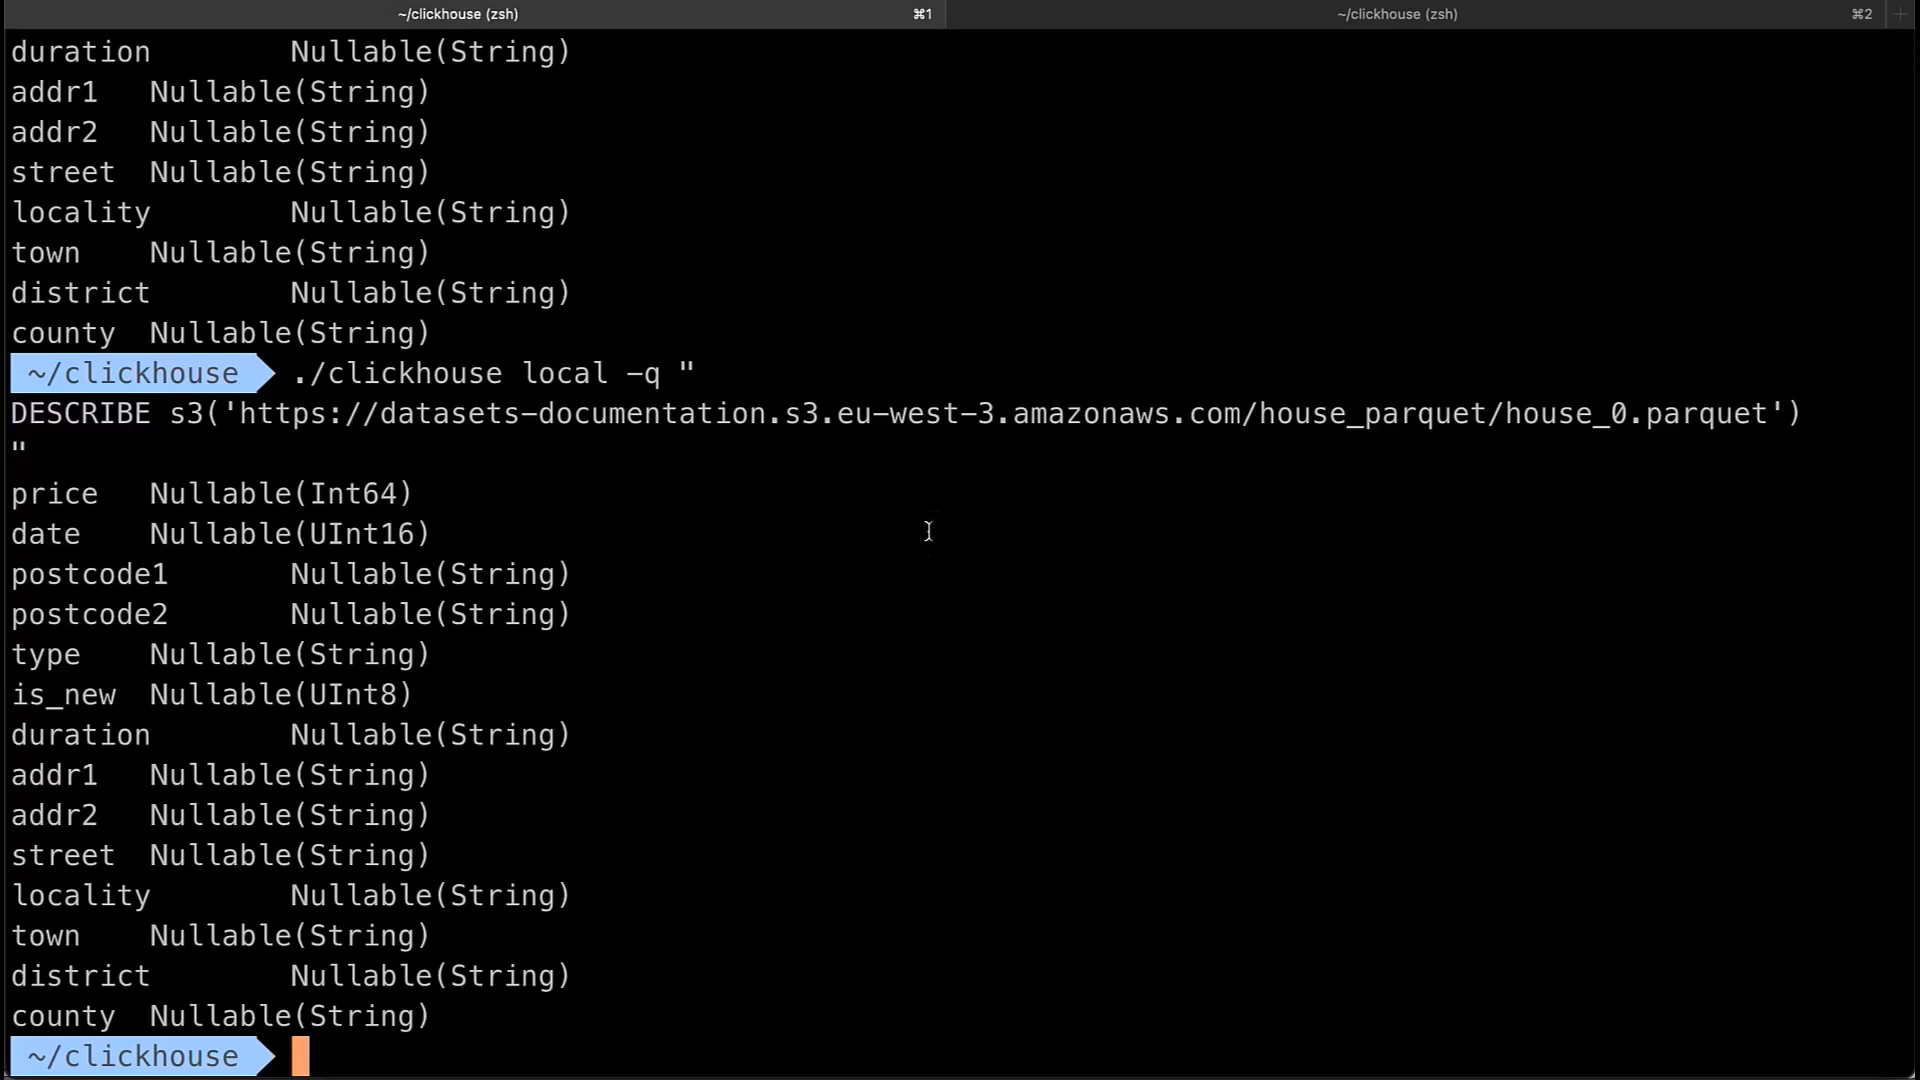 ~/clickhouse (zsh) ⌘1 ~/clickhouse (zsh) ⌘2 +
duration Nullable(String)
addr1 Nullable(String)
addr2 Nullable(String)
street Nullable(String)
locality Nullable(String)
town Nullable(String)
district Nullable(String)
county Nullable(String)
~/clickhouse ./clickhouse local -q "
DESCRIBE s3('https://datasets-documentation.s3.eu-west-3.amazonaws.com/house_parquet/house_0.parquet')
"
price Nullable(Int64)
date Nullable(UInt16)
postcode1 Nullable(String)
postcode2 Nullable(String)
type Nullable(String)
is_new Nullable(UInt8)
duration Nullable(String)
addr1 Nullable(String)
addr2 Nullable(String)
street Nullable(String)
locality Nullable(String)
town Nullable(String)
district Nullable(String)
county Nullable(String)
~/clickhouse